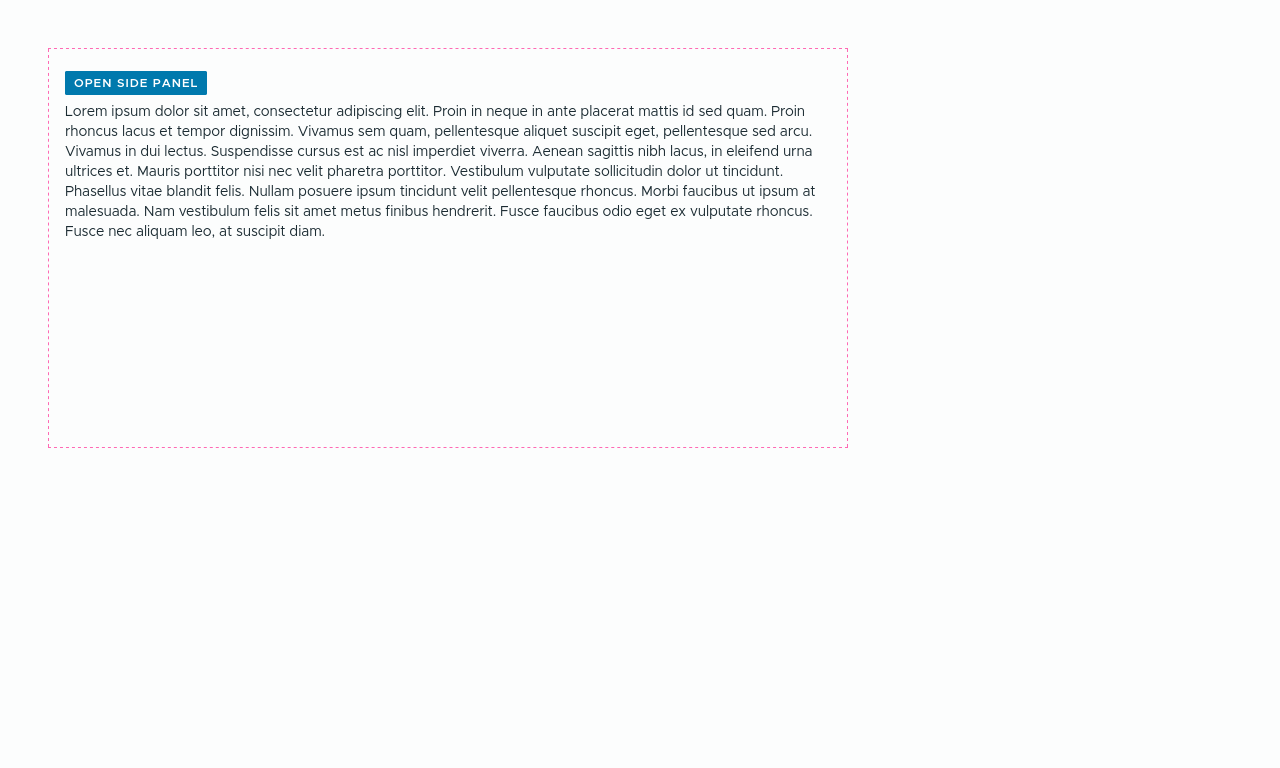 OPEN SIDE PANEL
Lorem ipsum dolor sit amet, consectetur adipiscing elit. Proin in neque in ante placerat mattis id sed quam. Proin
rhoncus lacus et tempor dignissim. Vivamus sem quam, pellentesque aliquet suscipit eget, pellentesque sed arcu.
Vivamus in dui lectus. Suspendisse cursus est ac nisl imperdiet viverra. Aenean sagittis nibh lacus, in eleifend urna
ultrices et. Mauris porttitor nisi nec velit pharetra porttitor. Vestibulum vulputate sollicitudin dolor ut tincidunt.
Phasellus vitae blandit felis. Nullam posuere ipsum tincidunt velit pellentesque rhoncus. Morbi faucibus ut ipsum at
malesuada. Nam vestibulum felis sit amet metus finibus hendrerit. Fusce faucibus odio eget ex vulputate rhoncus.
Fusce nec aliquam leo, at suscipit diam.